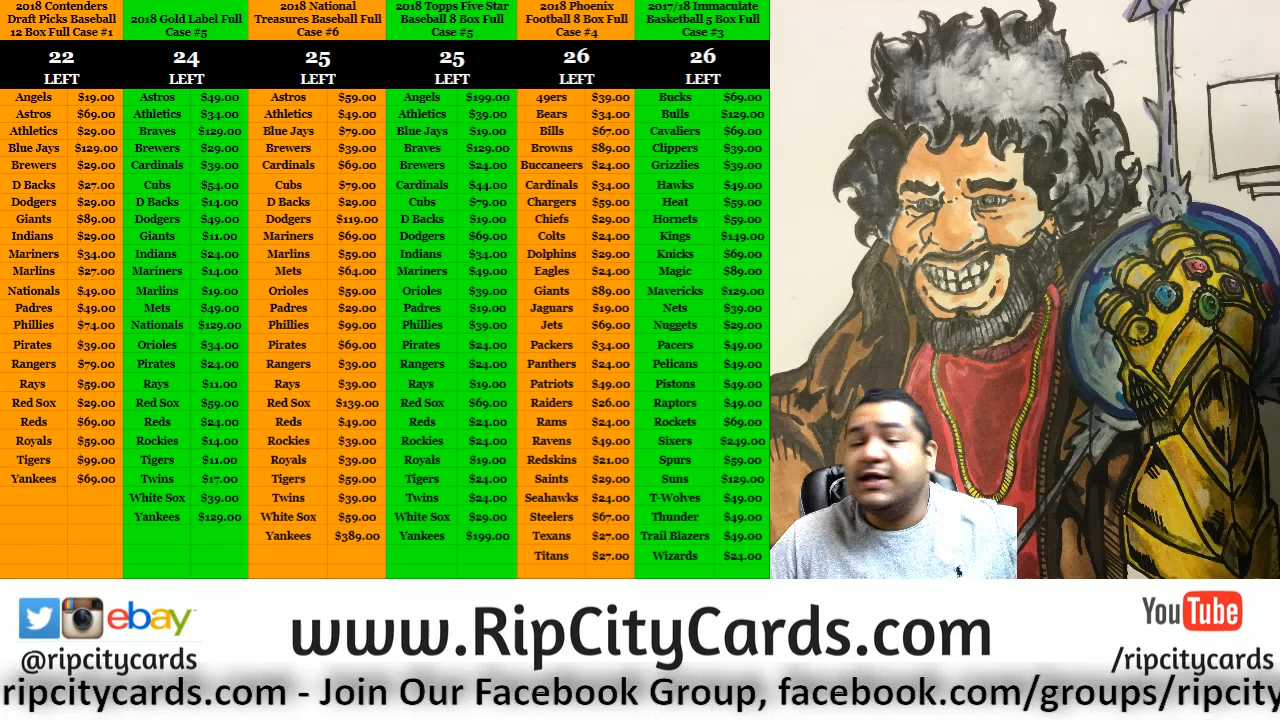 2018 Contenders Draft Picks Baseball 12 Box Full Case #1
22
LEFT
Angels $19.00
Astros $69.00
Athletics $29.00
Blue Jays $129.00
Brewers $29.00
D Backs $27.00
Dodgers $29.00
Giants $89.00
Indians $29.00
Mariners $34.00
Marlins $27.00
Nationals $49.00
Padres $49.00
Phillies $74.00
Pirates $39.00
Rangers $79.00
Rays $59.00
Red Sox $29.00
Reds $69.00
Royals $59.00
Tigers $99.00
Yankees $69.00
2018 Gold Label Full Case #5
24
LEFT
Astros $49.00
Athletics $34.00
Braves $129.00
Brewers $29.00
Cardinals $39.00
Cubs $54.00
D Backs $14.00
Dodgers $49.00
Giants $11.00
Indians $24.00
Mariners $14.00
Marlins $19.00
Mets $49.00
Nationals $129.00
Orioles $34.00
Pirates $24.00
Rays $11.00
Red Sox $59.00
Reds $24.00
Rockies $14.00
Tigers $11.00
Twins $17.00
White Sox $39.00
Yankees $129.00
2018 National Treasures Baseball Full Case #6
25
LEFT
Astros $59.00
Athletics $49.00
Blue Jays $79.00
Brewers $39.00
Cardinals $69.00
Cubs $79.00
D Backs $29.00
Dodgers $119.00
Mariners $69.00
Marlins $59.00
Mets $64.00
Orioles $59.00
Padres $29.00
Phillies $99.00
Pirates $69.00
Rangers $39.00
Rays $39.00
Red Sox $139.00
Reds $49.00
Rockies $39.00
Royals $39.00
Tigers $59.00
Twins $39.00
White Sox $59.00
Yankees $389.00
2018 Topps Five Star Baseball 8 Box Full Case #5
25
LEFT
Angels $199.00
Athletics $39.00
Blue Jays $19.00
Braves $129.00
Brewers $24.00
Cardinals $44.00
Cubs $79.00
D Backs $19.00
Dodgers $69.00
Indians $34.00
Mariners $49.00
Orioles $39.00
Padres $19.00
Phillies $39.00
Pirates $24.00
Rangers $24.00
Rays $19.00
Red Sox $69.00
Reds $24.00
Rockies $24.00
Royals $19.00
Tigers $24.00
Twins $24.00
White Sox $29.00
Yankees $199.00
2018 Phoenix Football 8 Box Full Case #4
26
LEFT
49ers $39.00
Bears $34.00
Bills $67.00
Browns $89.00
Buccaneers $24.00
Cardinals $34.00
Chargers $59.00
Chiefs $29.00
Colts $24.00
Dolphins $29.00
Eagles $24.00
Giants $89.00
Jaguars $19.00
Jets $69.00
Packers $34.00
Panthers $24.00
Patriots $49.00
Raiders $26.00
Rams $24.00
Ravens $49.00
Redskins $21.00
Saints $29.00
Seahawks $24.00
Steelers $67.00
Texans $27.00
Titans $27.00
2017/18 Immaculate Basketball 5 Box Full Case #3
26
LEFT
Bucks $69.00
Bulls $129.00
Cavaliers $69.00
Clippers $39.00
Grizzlies $39.00
Hawks $49.00
Heat $59.00
Hornets $59.00
Kings $149.00
Knicks $69.00
Magic $89.00
Mavericks $129.00
Nets $39.00
Nuggets $29.00
Pacers $49.00
Pelicans $49.00
Pistons $49.00
Raptors $49.00
Rockets $69.00
Sixers $249.00
Spurs $59.00
Suns $129.00
T-Wolves $49.00
Thunder $49.00
Trail Blazers $49.00
Wizards $24.00
ebay
@ripcitycards
www.RipCityCards.com
YouTube
/ripcitycards
ripcitycards.com - Join Our Facebook Group, facebook.com/groups/ripcity